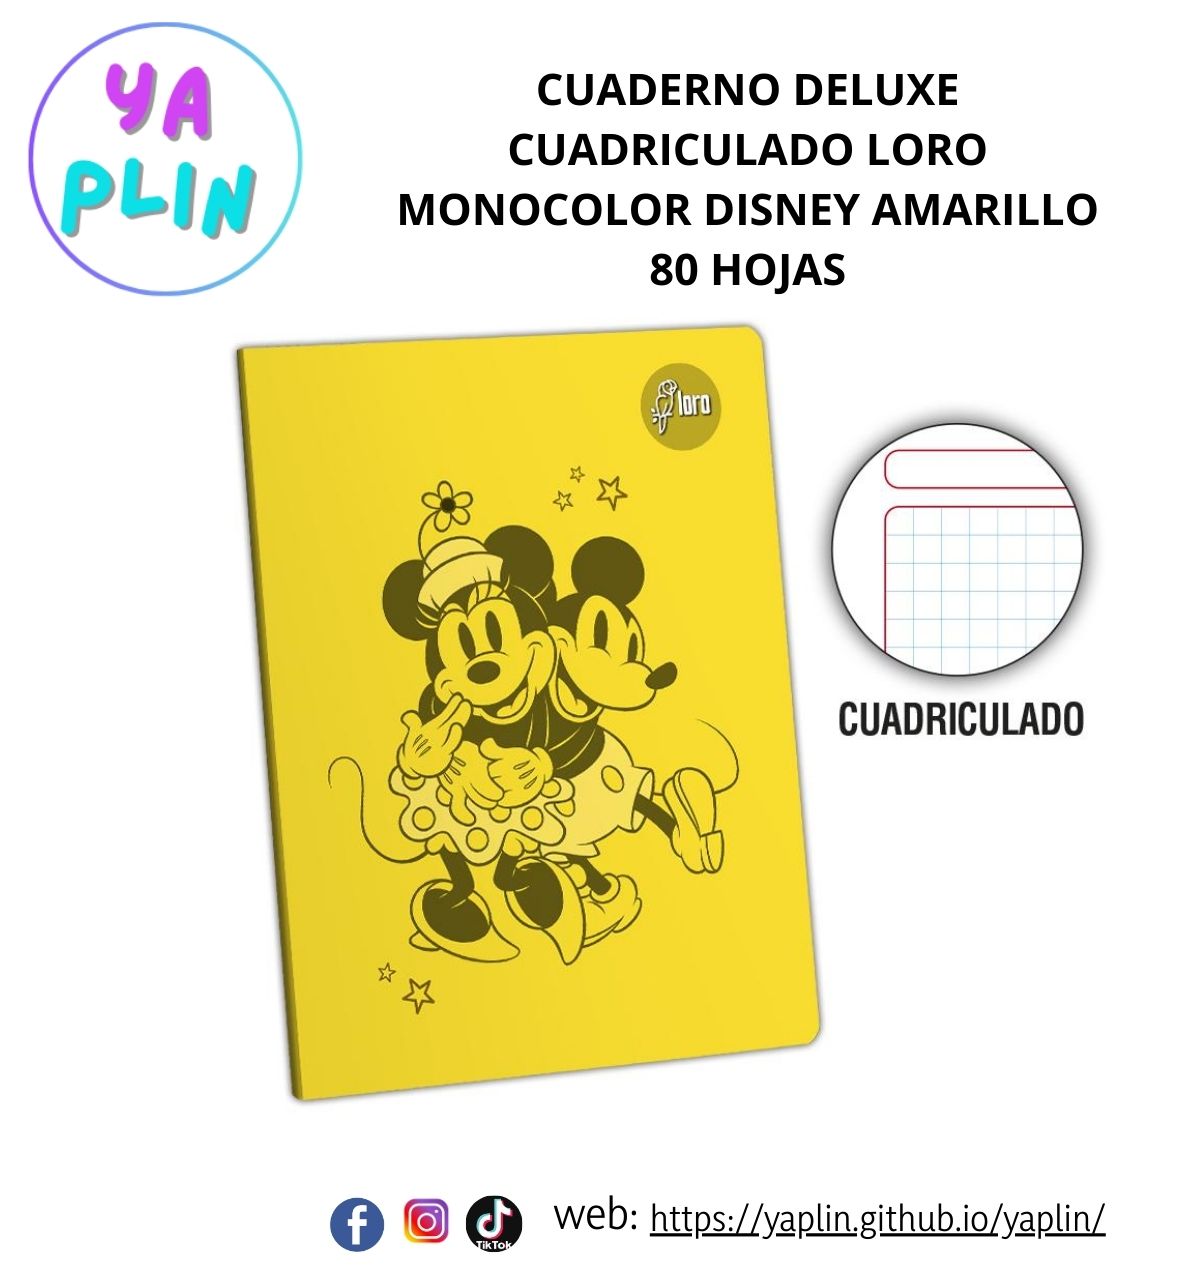 YA
PLIN
CUADERNO DELUXE
CUADRICULADO LORO
MONOCOLOR DISNEY AMARILLO
80 HOJAS
loro
CUADRICULADO
TikTok
web: https://yaplin.github.io/yaplin/